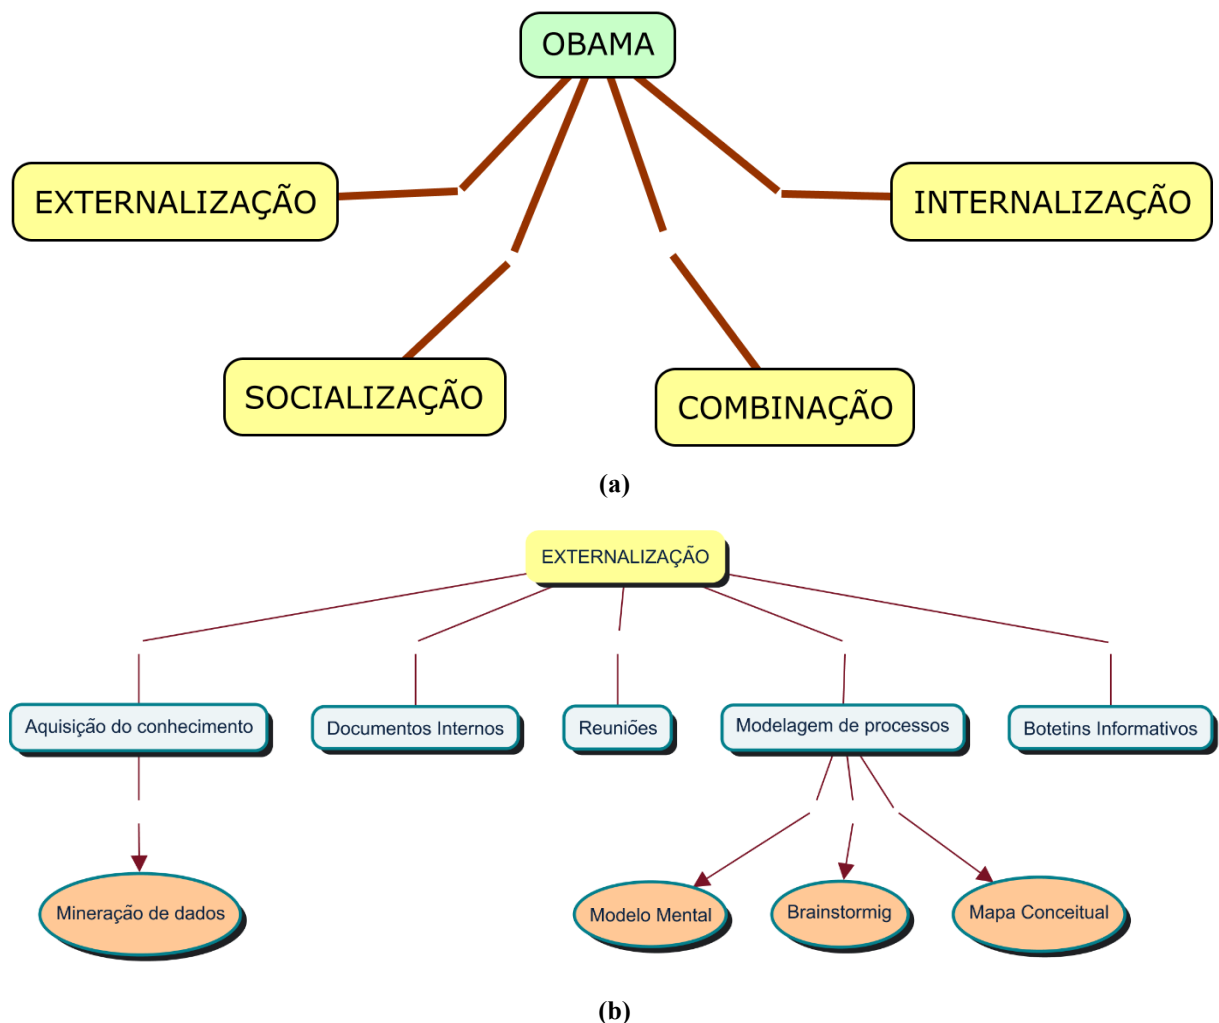 OBAMA
EXTERNALIZAÇÃO
INTERNALIZAÇÃO
SOCIALIZAÇÃO
COMBINAÇÃO
(a)
EXTERNALIZAÇÃO
Aquisição do conhecimento
Documentos Internos
Reuniões
Modelagem de processos
Botetins Informativos
Mineração de dados
Modelo Mental
Brainstormig
Mapa Conceitual
(b)